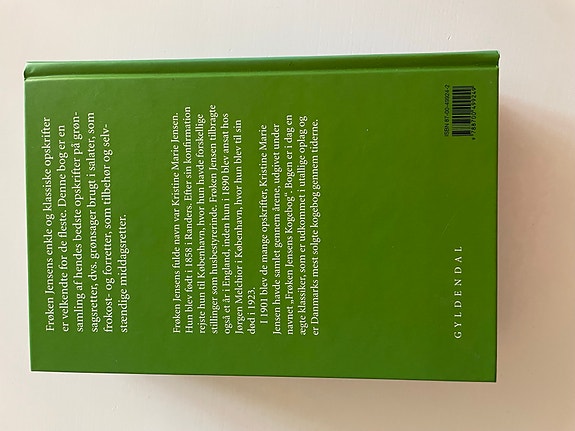 Frøken Jensens enkle og klassiske opskrifter
er velkendte for de fleste. Denne bog er en
samling af hendes bedste opskrifter på grøn-
sagsretter, dvs. grønsager brugt i salater, som
frokost- og forretter, som tilbehør og selv-
stændige middagsretter.
Frøken Jensens fulde navn var Kristine Marie Jensen.
Hun blev født i 1858 i Randers. Efter sin konfirmation
rejste hun til København, hvor hun havde forskellige
stillinger som husbestyrerinde. Frøken Jensen tilbragte
også et år i England, inden hun i 1890 blev ansat hos
Jørgen Melchior i København, hvor hun blev til sin
død i 1923.
I 1901 blev de mange opskrifter, Kristine Marie
Jensen havde samlet gennem årene, udgivet under
navnet „Frøken Jensens Kogebog“. Bogen er i dag en
ægte klassiker, som er udkommet i utallige oplag og
er Danmarks mest solgte kogebog gennem tiderne.
GYLDENDAL
ISBN 87-00-49924-2
9788700499249